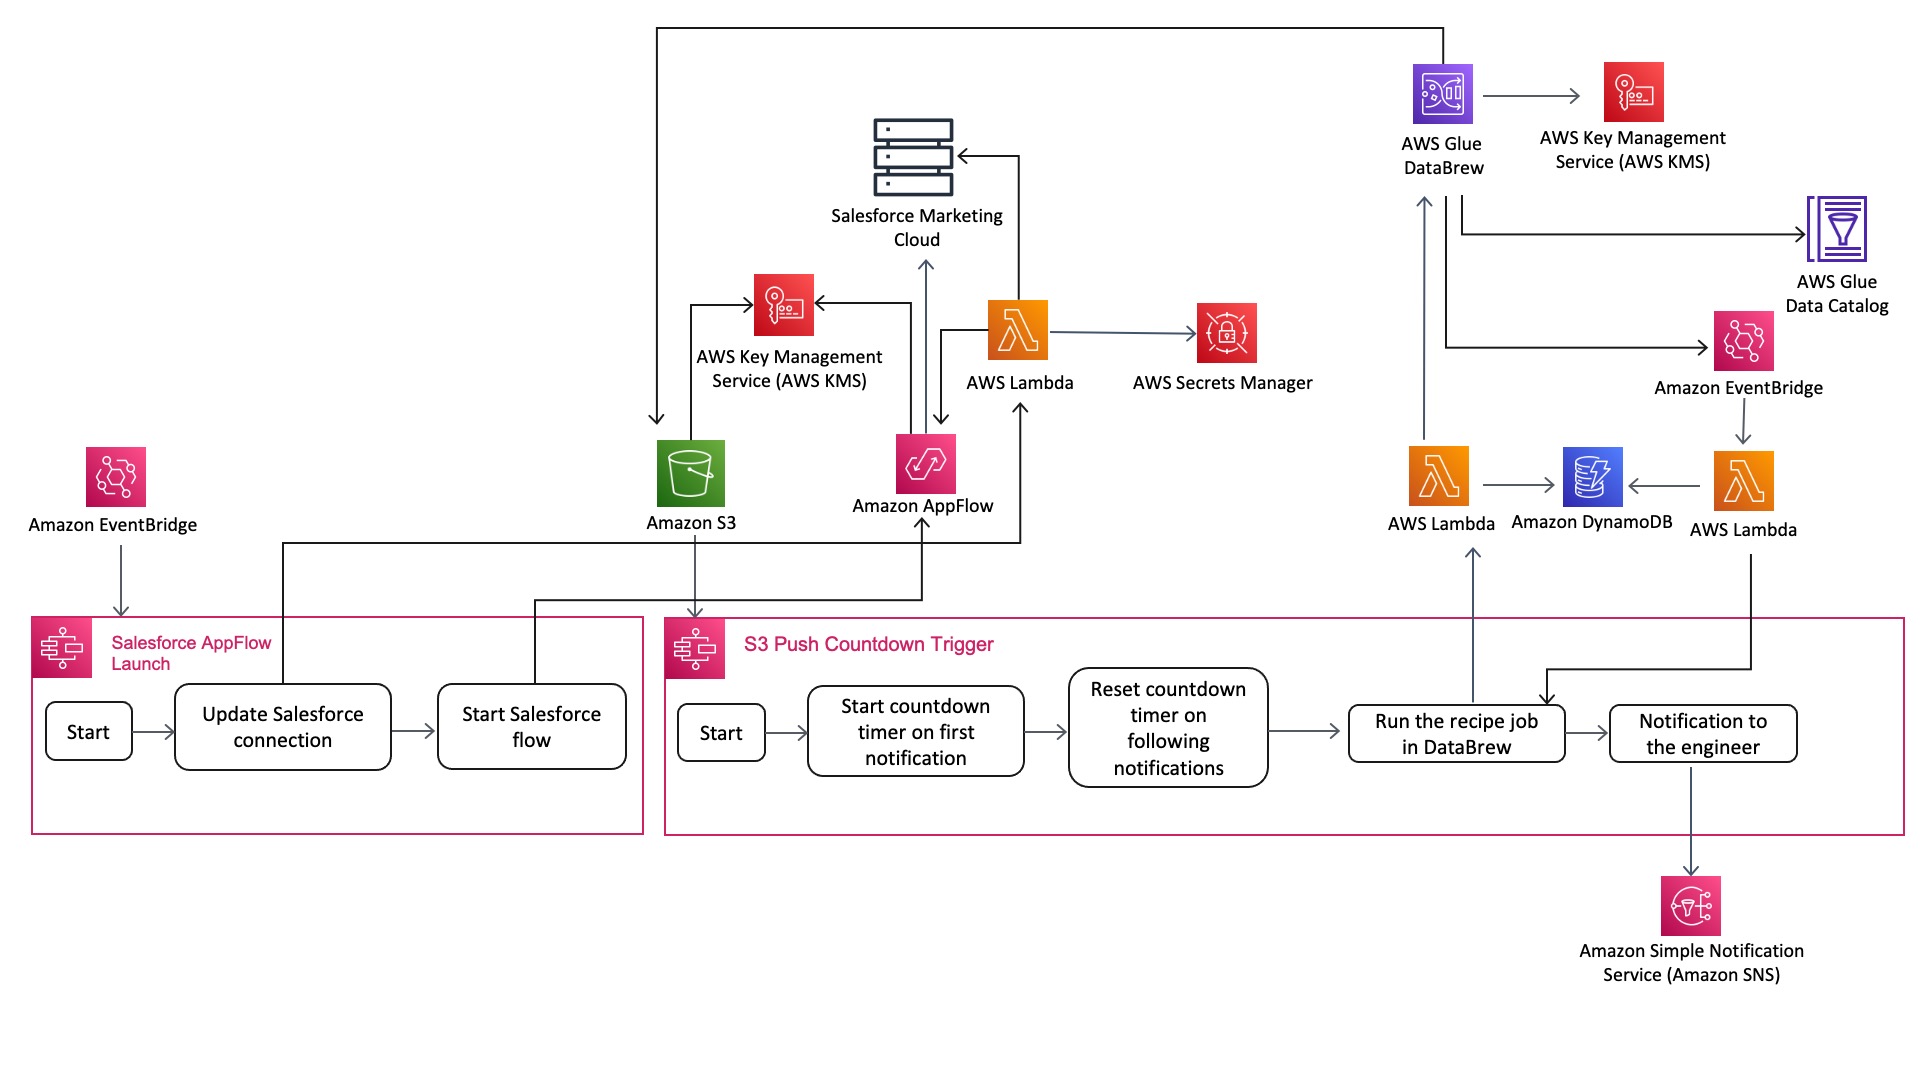 AWS Glue
DataBrew
AWS Key Management
Service (AWS KMS)
Salesforce Marketing
Cloud
AWS Glue
Data Catalog
AWS Key Management
Service (AWS KMS)
AWS Lambda
AWS Secrets Manager
Amazon EventBridge
Amazon EventBridge
Amazon S3
Amazon AppFlow
AWS Lambda
Amazon DynamoDB
AWS Lambda
Salesforce AppFlow
Launch
Start
Update Salesforce
connection
Start Salesforce
flow
S3 Push Countdown Trigger
Start
Start countdown
timer on first
notification
Reset countdown
timer on
following
notifications
Run the recipe job
in DataBrew
Notification to
the engineer
Amazon Simple Notification
Service (Amazon SNS)